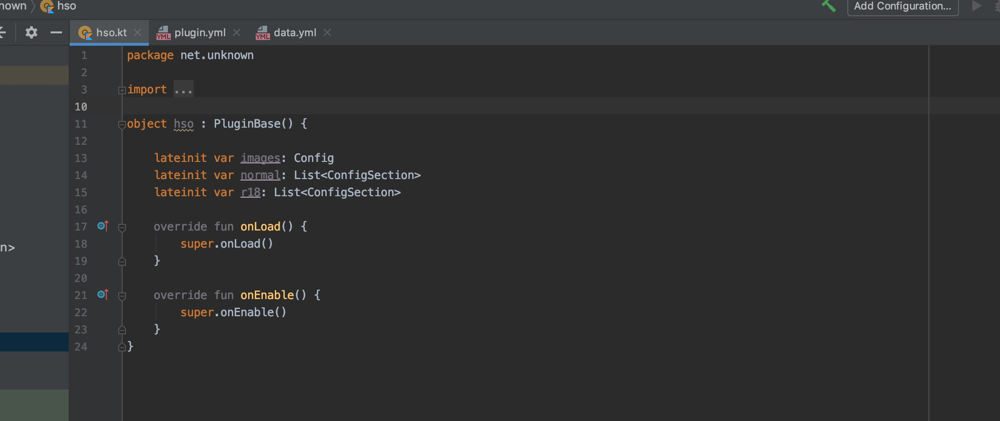 nown 〉 hso
Add Configuration...
hso.kt
YML plugin.yml
YML data.yml
1 package net.unknown
2
3 import ...
10
11 object hso : PluginBase() {
12
13 lateinit var images: Config
14 lateinit var normal: List<ConfigSection>
15 lateinit var r18: List<ConfigSection>
16
17 override fun onLoad() {
18 super.onLoad()
19 }
20
21 override fun onEnable() {
22 super.onEnable()
23 }
24 }
n>